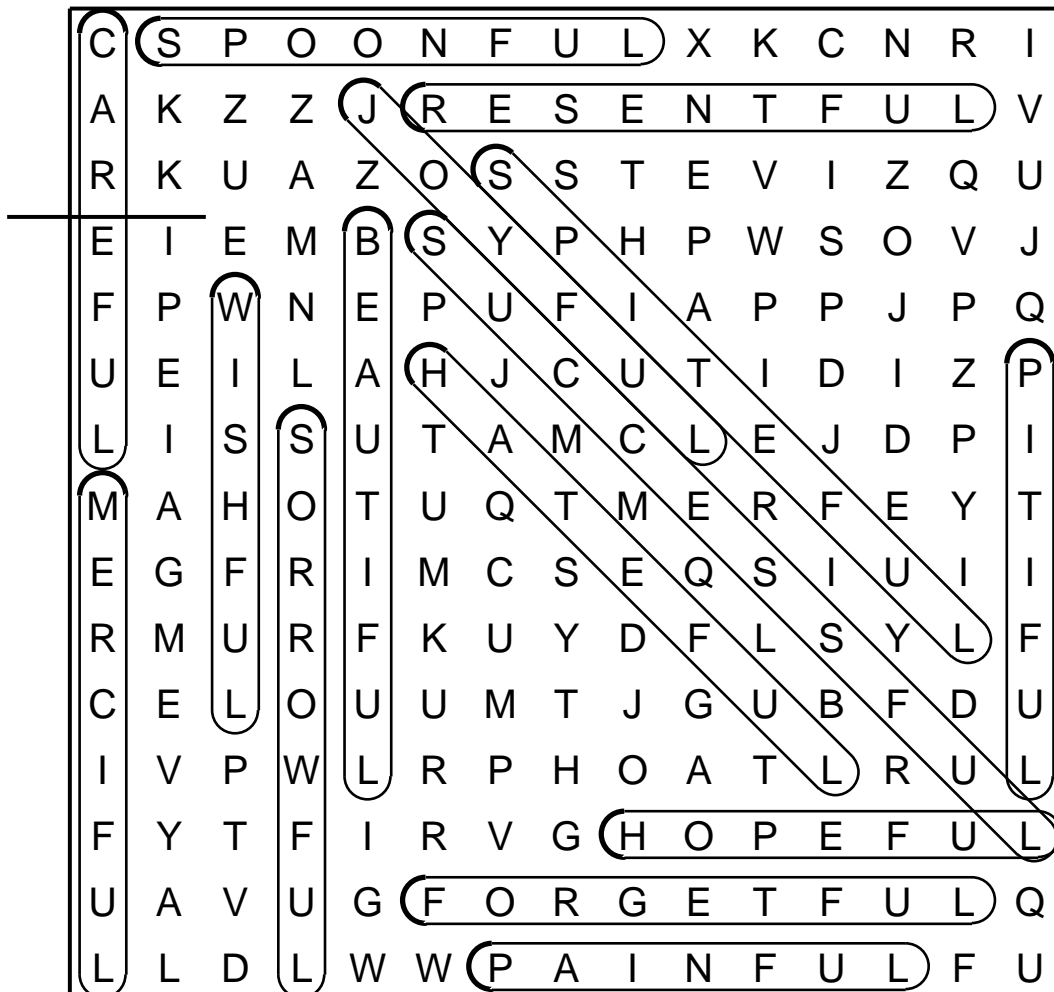 C S P O O N F U L X K C N R I
A K Z Z J R E S E N T F U L V
R K U A Z O S S T E V I Z Q U
E I E M B S Y P H P W S O V J
F P W N E P U F I A P P J P Q
U E I L A H J C U T I D I Z P
L I S S U T A M C L E J D P I
M A H O T U Q T M E R F E Y T
E G F R I M C S E Q S I U I I
R M U R F K U Y D F L S Y L F
C E L O U U M T J G U B F D U
I V P W L R P H O A T L R U L
F Y T F I R V G H O P E F U L
U A V U G F O R G E T F U L Q
L L D L W W P A I N F U L F U